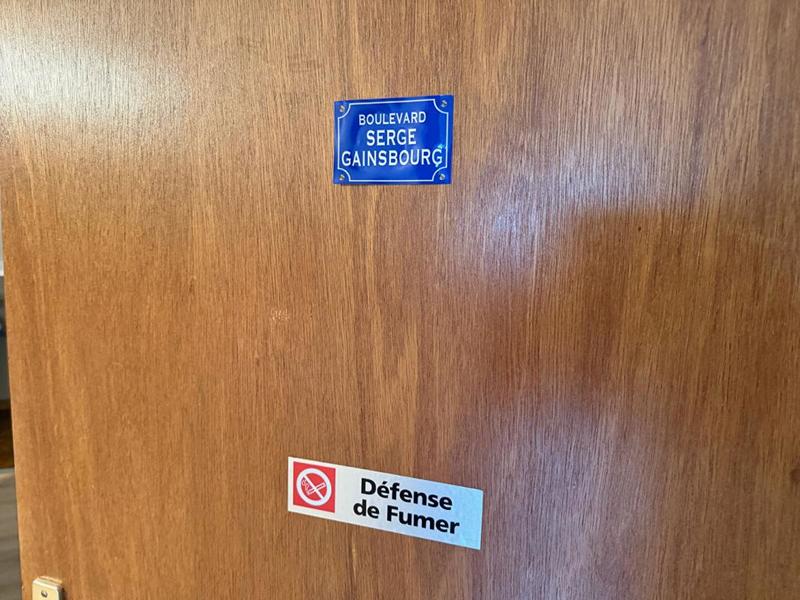 BOULEVARD
SERGE
GAINSBOURG
Défense
de Fumer